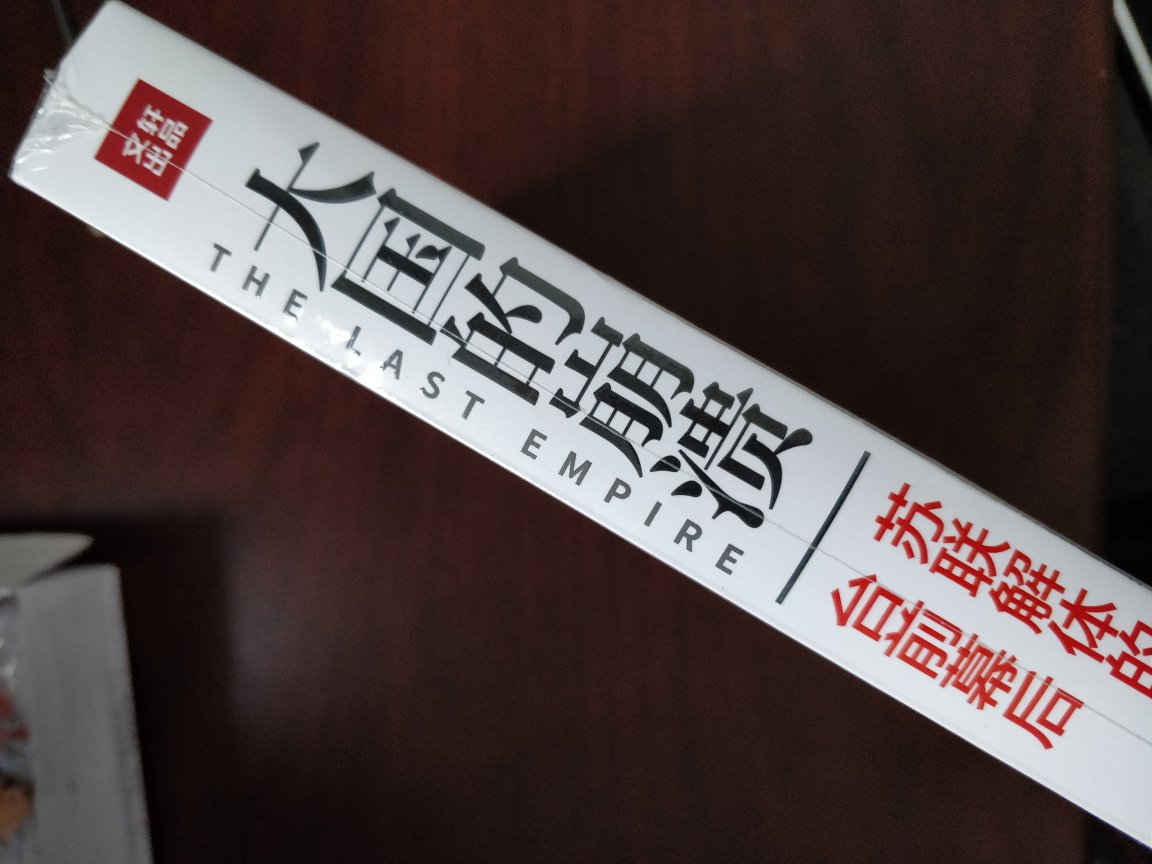 文轩
出品
大国的崩溃
THE LAST EMPIRE
苏联解体的
台前幕后